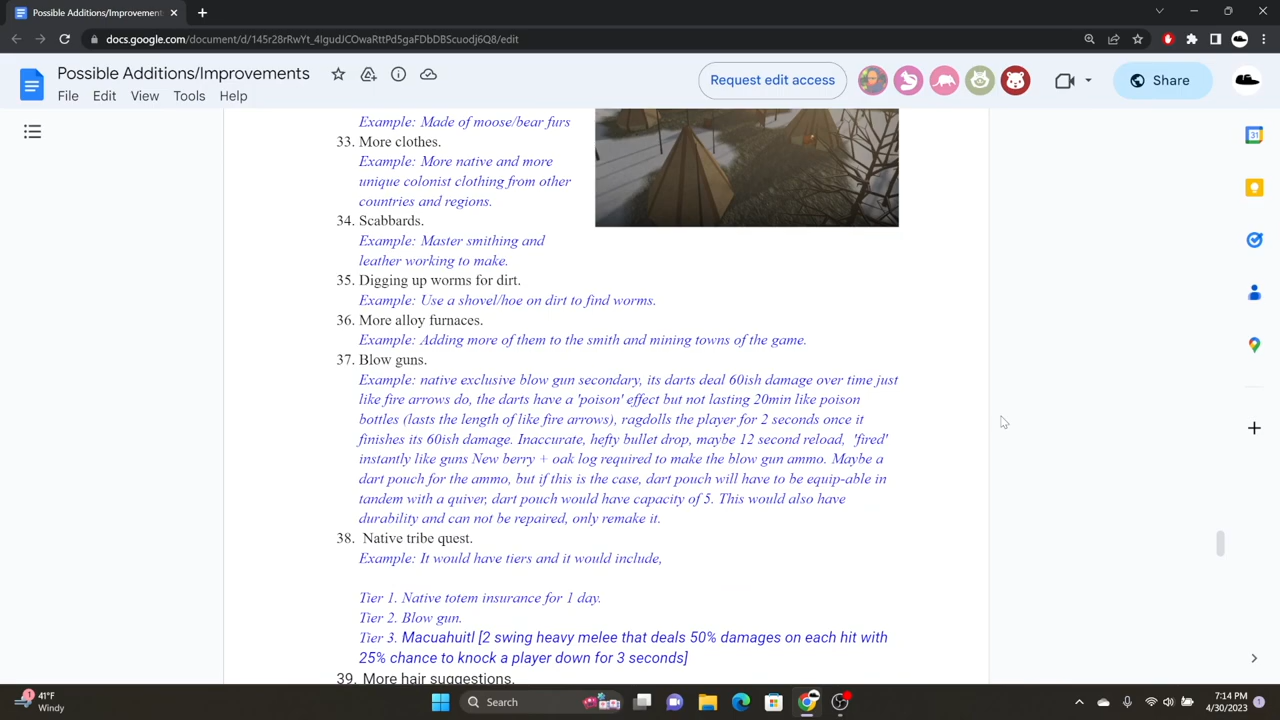 Possible Additions/Improvements
docs.google.com/document/d/145r28rRwYt_4IgudJCOwaRttPd5gaFDbDBScuodj6Q8/edit
Possible Additions/Improvements
Request edit access
Share
File Edit View Tools Help
31
Example: Made of moose/bear furs
33. More clothes.
Example: More native and more
unique colonist clothing from other
countries and regions.
34. Scabbards.
Example: Master smithing and
leather working to make.
35. Digging up worms for dirt.
Example: Use a shovel/hoe on dirt to find worms.
36. More alloy furnaces.
Example: Adding more of them to the smith and mining towns of the game.
37. Blow guns.
Example: native exclusive blow gun secondary, its darts deal 60ish damage over time just
like fire arrows do, the darts have a 'poison' effect but not lasting 20min like poison
bottles (lasts the length of like fire arrows), ragdolls the player for 2 seconds once it
finishes its 60ish damage. Inaccurate, hefty bullet drop, maybe 12 second reload, 'fired'
instantly like guns New berry + oak log required to make the blow gun ammo. Maybe a
dart pouch for the ammo, but if this is the case, dart pouch will have to be equip-able in
tandem with a quiver, dart pouch would have capacity of 5. This would also have
durability and can not be repaired, only remake it.
38. Native tribe quest.
Example: It would have tiers and it would include,
Tier 1. Native totem insurance for 1 day.
Tier 2. Blow gun.
Tier 3. Macuahuitl [2 swing heavy melee that deals 50% damages on each hit with
25% chance to knock a player down for 3 seconds]
39. More hair suggestions.
1
41°F
Windy
Search
7:14 PM
4/30/2023